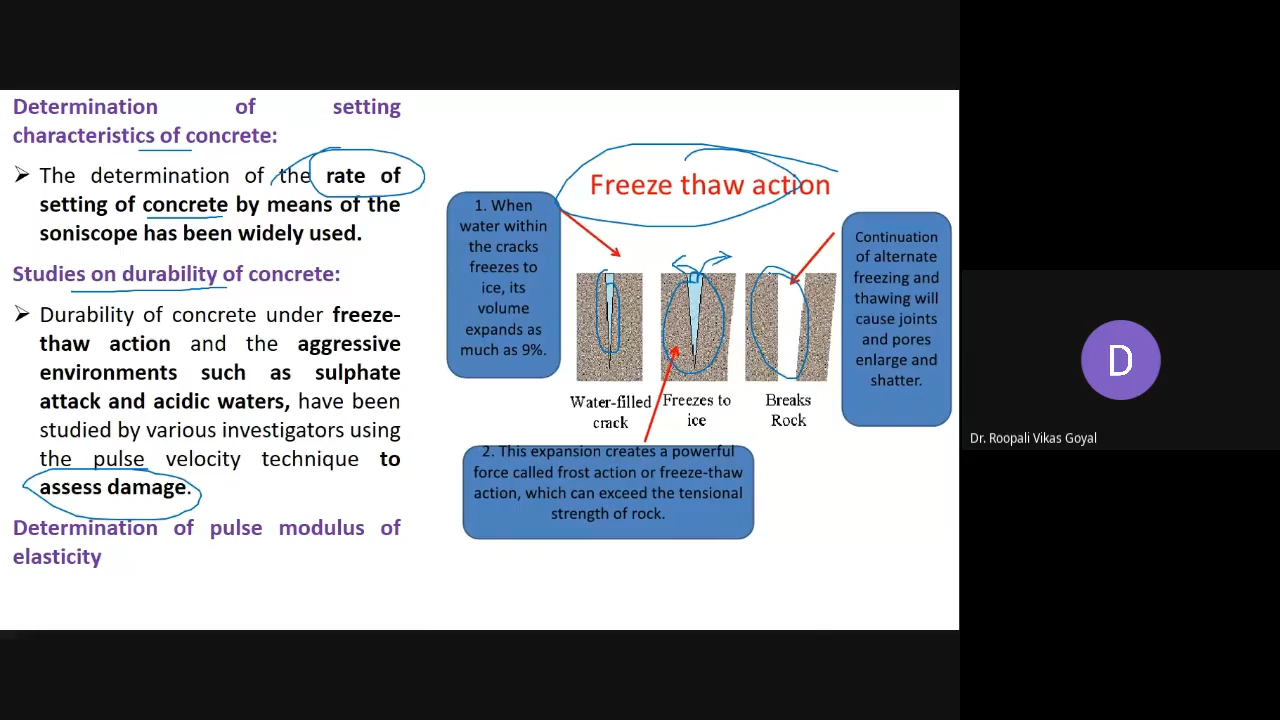 Determination of setting
characteristics of concrete:
➢ The determination of the rate of
setting of concrete by means of the
soniscope has been widely used.
Studies on durability of concrete:
➢ Durability of concrete under freeze-
thaw action and the aggressive
environments such as sulphate
attack and acidic waters, have been
studied by various investigators using
the pulse velocity technique to
assess damage.
Determination of pulse modulus of
elasticity
Freeze thaw action
1. When
water within
the cracks
freezes to
ice, its
volume
expands as
much as 9%.
Continuation
of alternate
freezing and
thawing will
cause joints
and pores
enlarge and
shatter.
Water-filled
crack
Freezes to
ice
Breaks
Rock
2. This expansion creates a powerful
force called frost action or freeze-thaw
action, which can exceed the tensional
strength of rock.
D
Dr. Roopali Vikas Goyal